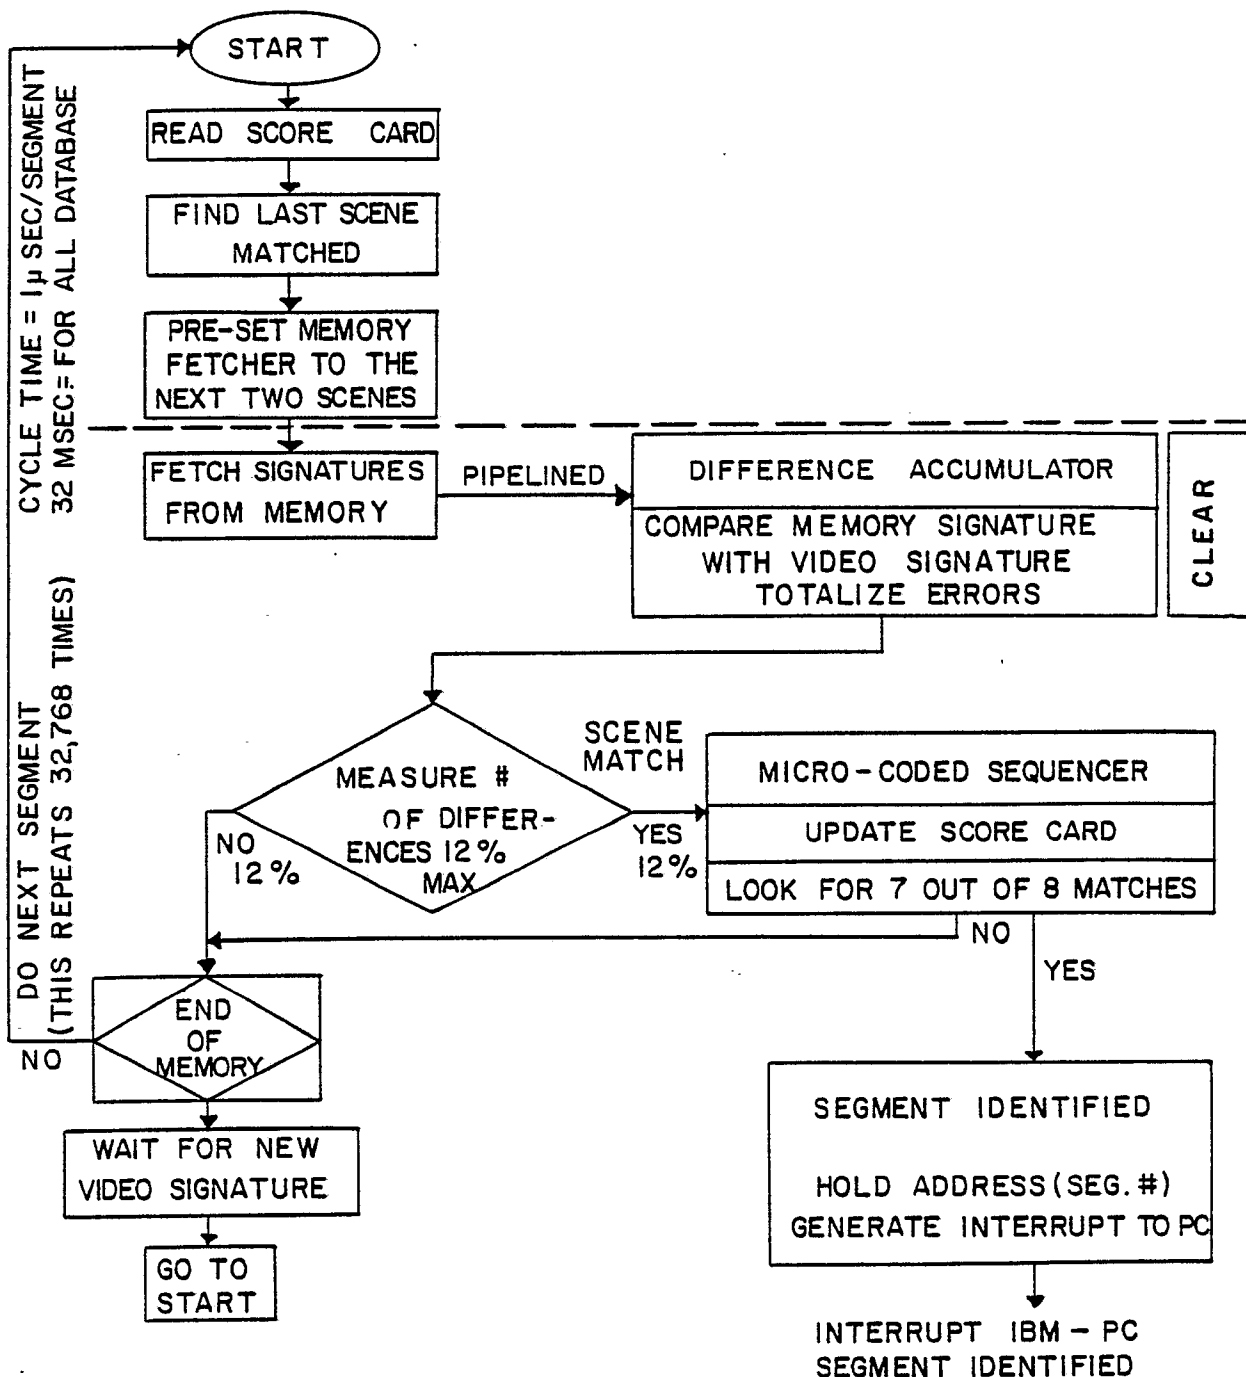 START
READ SCORE CARD
FIND LAST SCENE
MATCHED
PRE-SET MEMORY
FETCHER TO THE
NEXT TWO SCENES
CYCLE TIME = 1μ SEC/SEGMENT
32 MSEC= FOR ALL DATABASE
FETCH SIGNATURES
FROM MEMORY
PIPELINED
DIFFERENCE ACCUMULATOR
COMPARE MEMORY SIGNATURE
WITH VIDEO SIGNATURE
TOTALIZE ERRORS
CLEAR
DO NEXT SEGMENT
(THIS REPEATS 32,768 TIMES)
MEASURE #
OF DIFFER-
ENCES 12%
MAX
SCENE
MATCH
YES
12%
NO
12%
MICRO-CODED SEQUENCER
UPDATE SCORE CARD
LOOK FOR 7 OUT OF 8 MATCHES
NO
YES
END
OF
MEMORY
NO
WAIT FOR NEW
VIDEO SIGNATURE
GO TO
START
SEGMENT IDENTIFIED
HOLD ADDRESS (SEG. #)
GENERATE INTERRUPT TO PC
INTERRUPT IBM - PC
SEGMENT IDENTIFIED